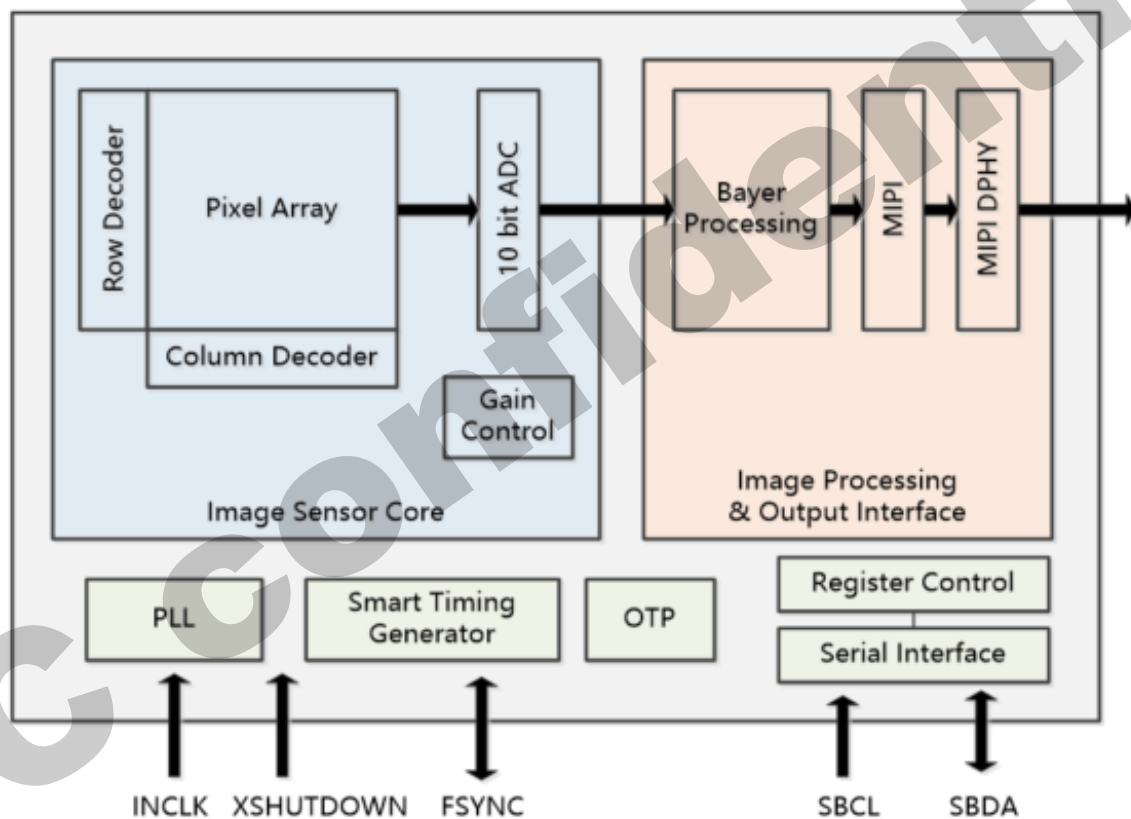 Row Decoder
Pixel Array
Column Decoder
10 bit ADC
Gain
Control
Image Sensor Core
Bayer
Processing
MIPI
MIPI DPHY
Image Processing
& Output Interface
PLL
Smart Timing
Generator
OTP
Register Control
Serial Interface
INCLK
XSHUTDOWN
FSYNC
SBCL
SBDA
C confidenti